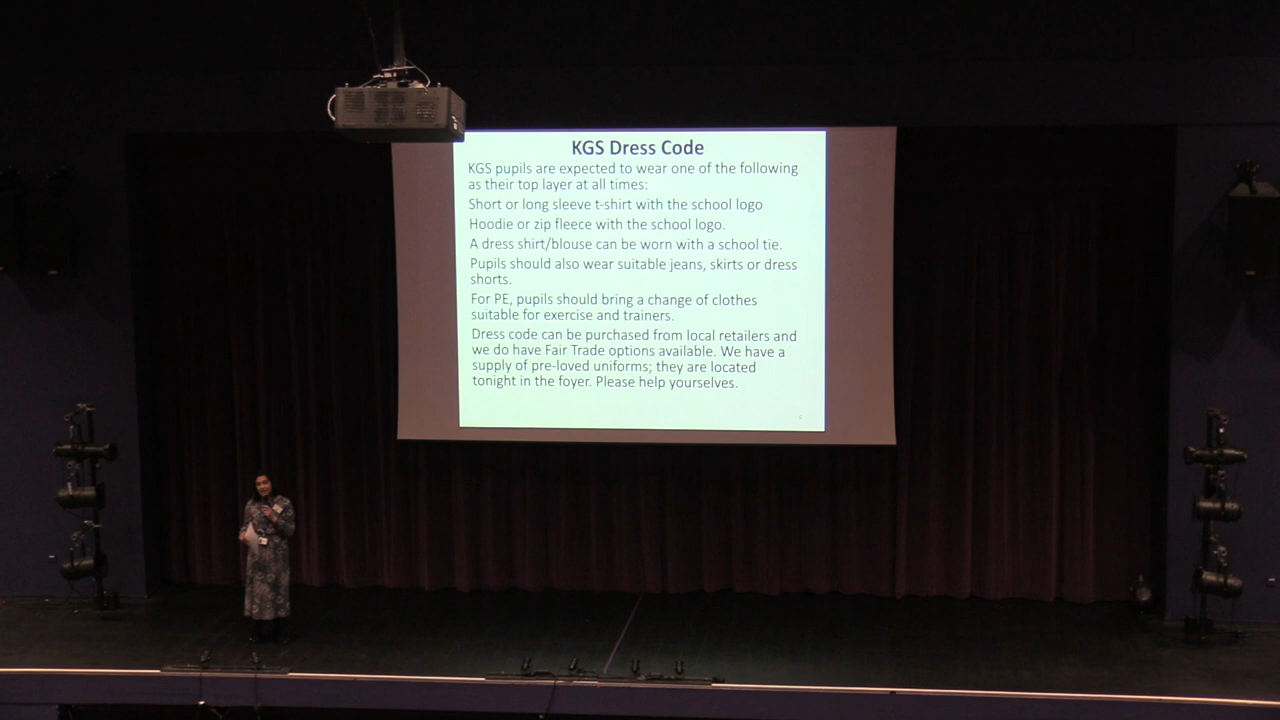 KGS Dress Code
KGS pupils are expected to wear one of the following
as their top layer at all times:
Short or long sleeve t-shirt with the school logo
Hoodie or zip fleece with the school logo.
A dress shirt/blouse can be worn with a school tie.
Pupils should also wear suitable jeans, skirts or dress
shorts.
For PE, pupils should bring a change of clothes
suitable for exercise and trainers.
Dress code can be purchased from local retailers and
we do have Fair Trade options available. We have a
supply of pre-loved uniforms; they are located
tonight in the foyer. Please help yourselves.